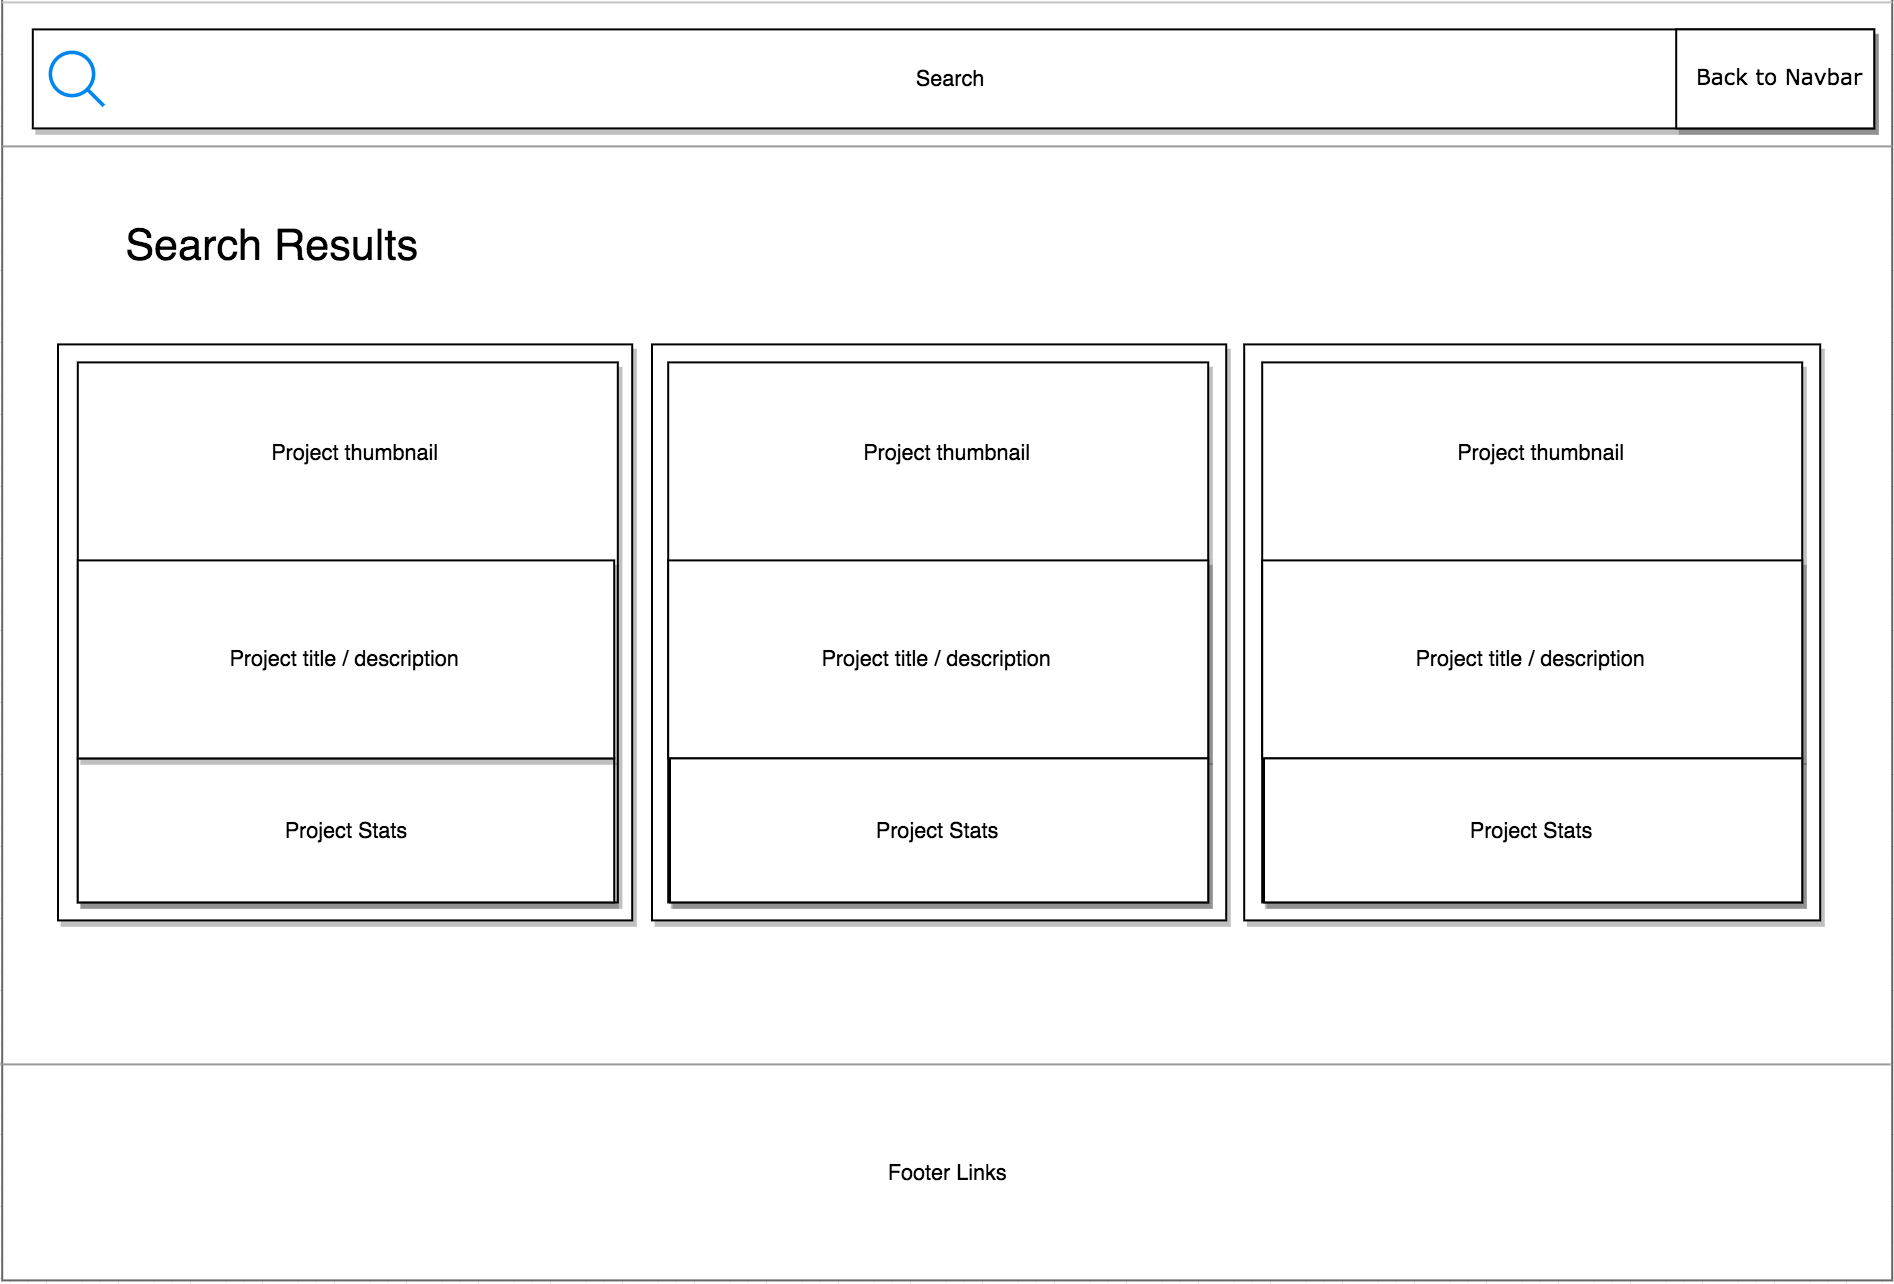 Search
Back to Navbar
Search Results
Project thumbnail
Project thumbnail
Project thumbnail
Project title / description
Project title / description
Project title / description
Project Stats
Project Stats
Project Stats
Footer Links